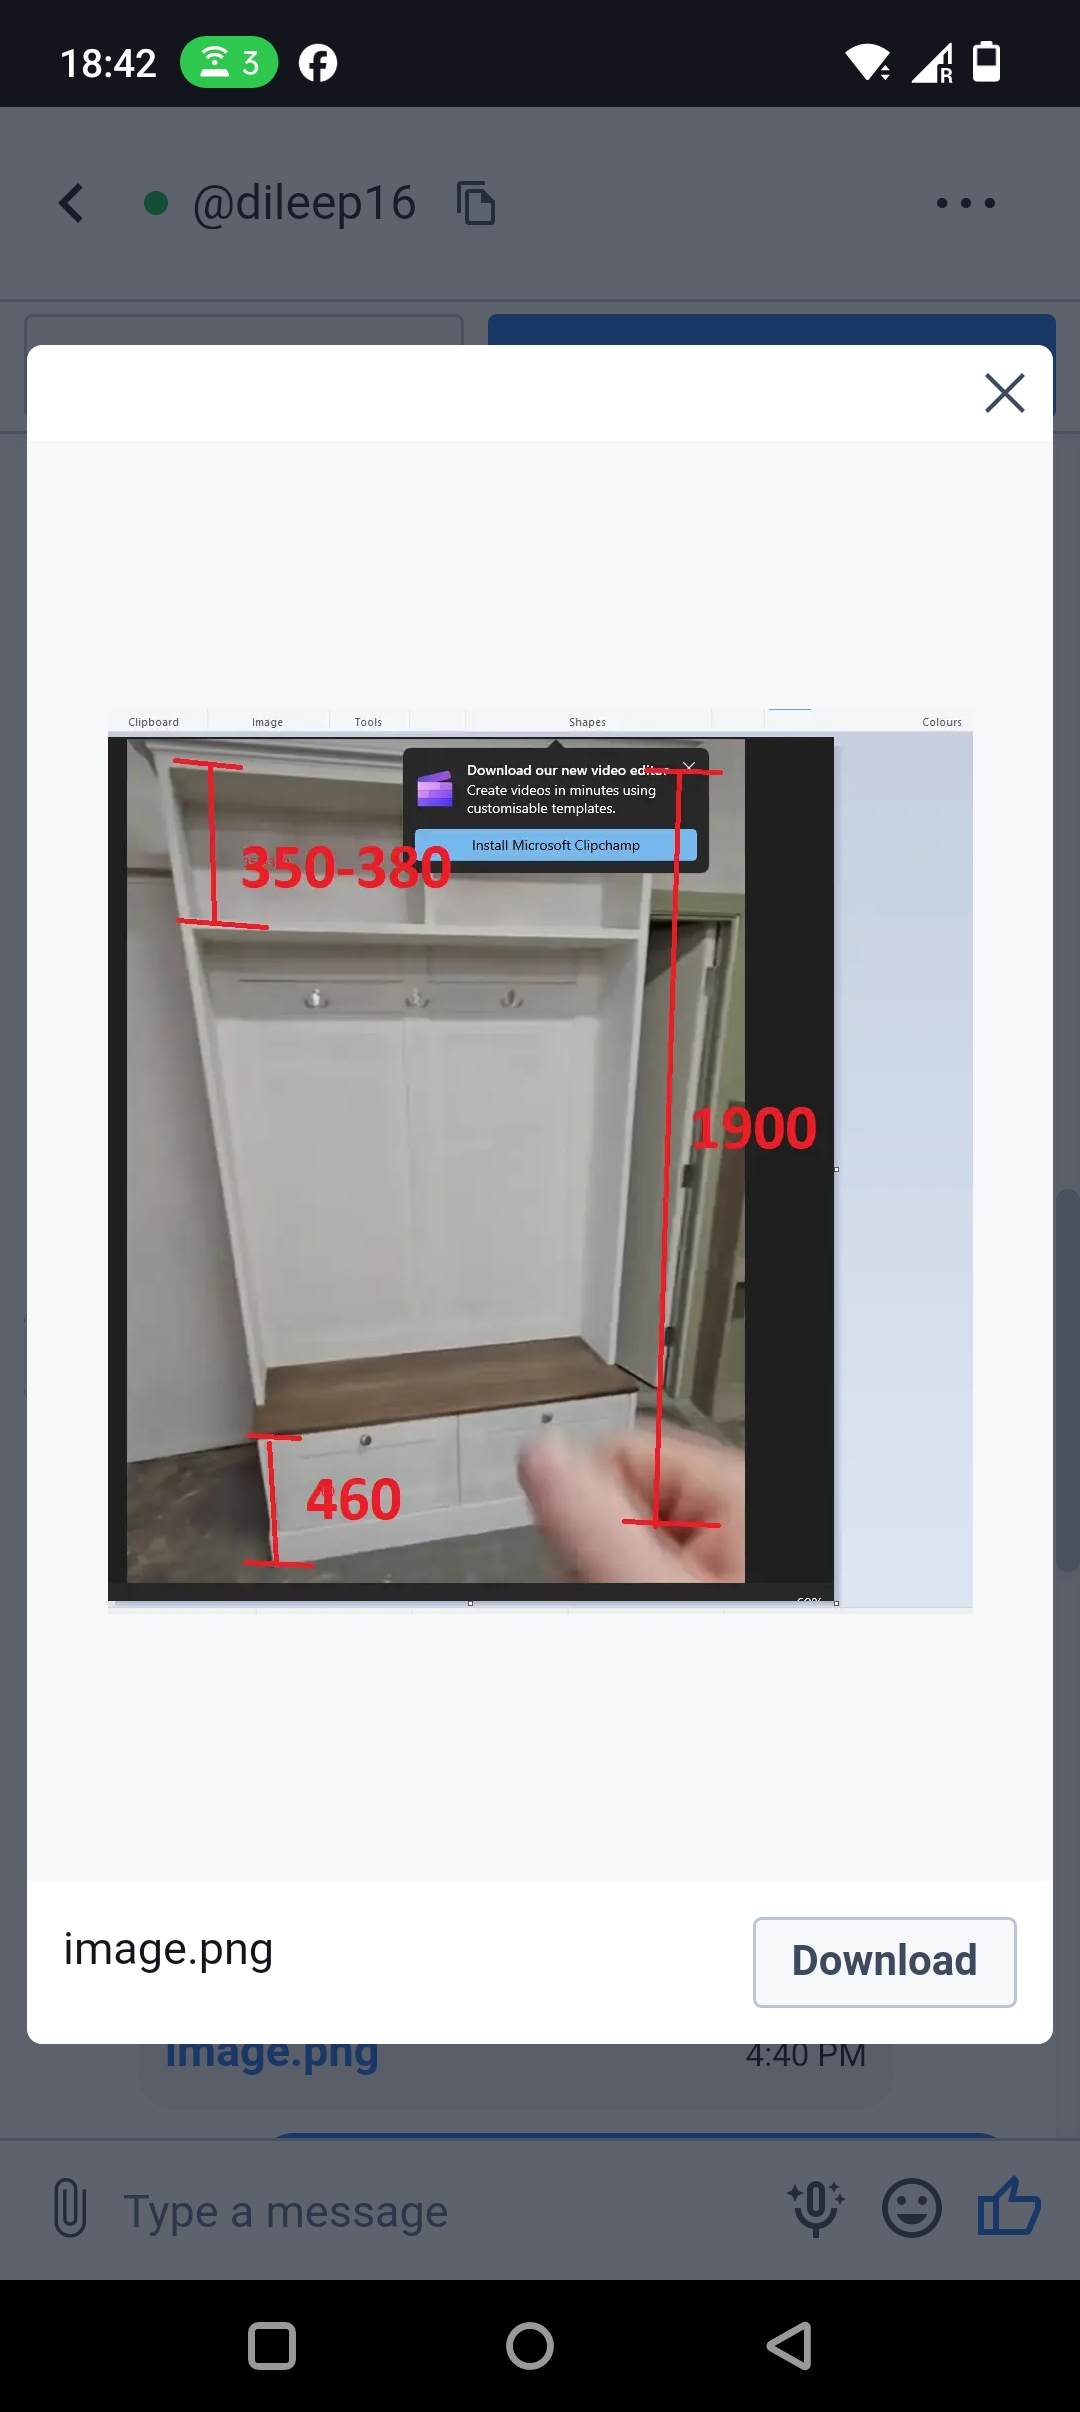 18:42
3
@dileep16
Clipboard
Image
Tools
Shapes
Colours
Download our new video editor
Create videos in minutes using
customisable templates.
Install Microsoft Clipchamp
350-380
1900
460
image.png
Download
image.png
4:40 PM
Type a message